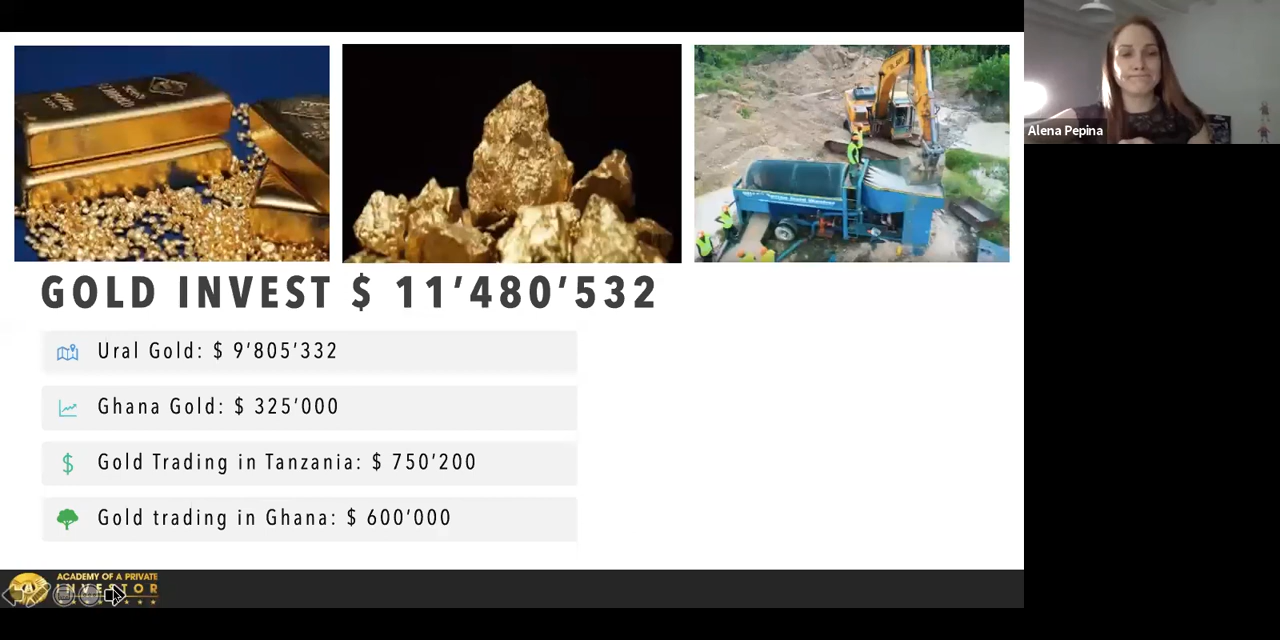 GOLD INVEST $ 11’480’532
Ural Gold: $ 9’805’332
Ghana Gold: $ 325’000
Gold Trading in Tanzania: $ 750’200
Gold trading in Ghana: $ 600’000
ACADEMY OF A PRIVATE
INVESTOR
Alena Pepina